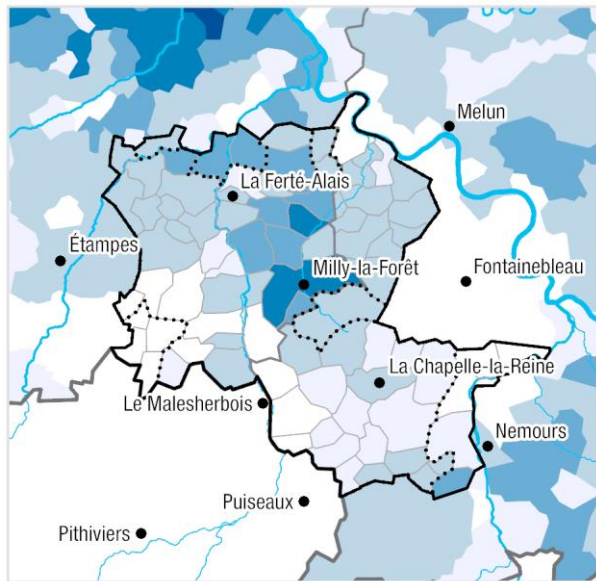 Melun
La Ferté-Alais
Étampes
Milly-la-Forêt
Fontainebleau
La Chapelle-la-Reine
Le Malesherbois
Nemours
Puiseaux
Pithiviers